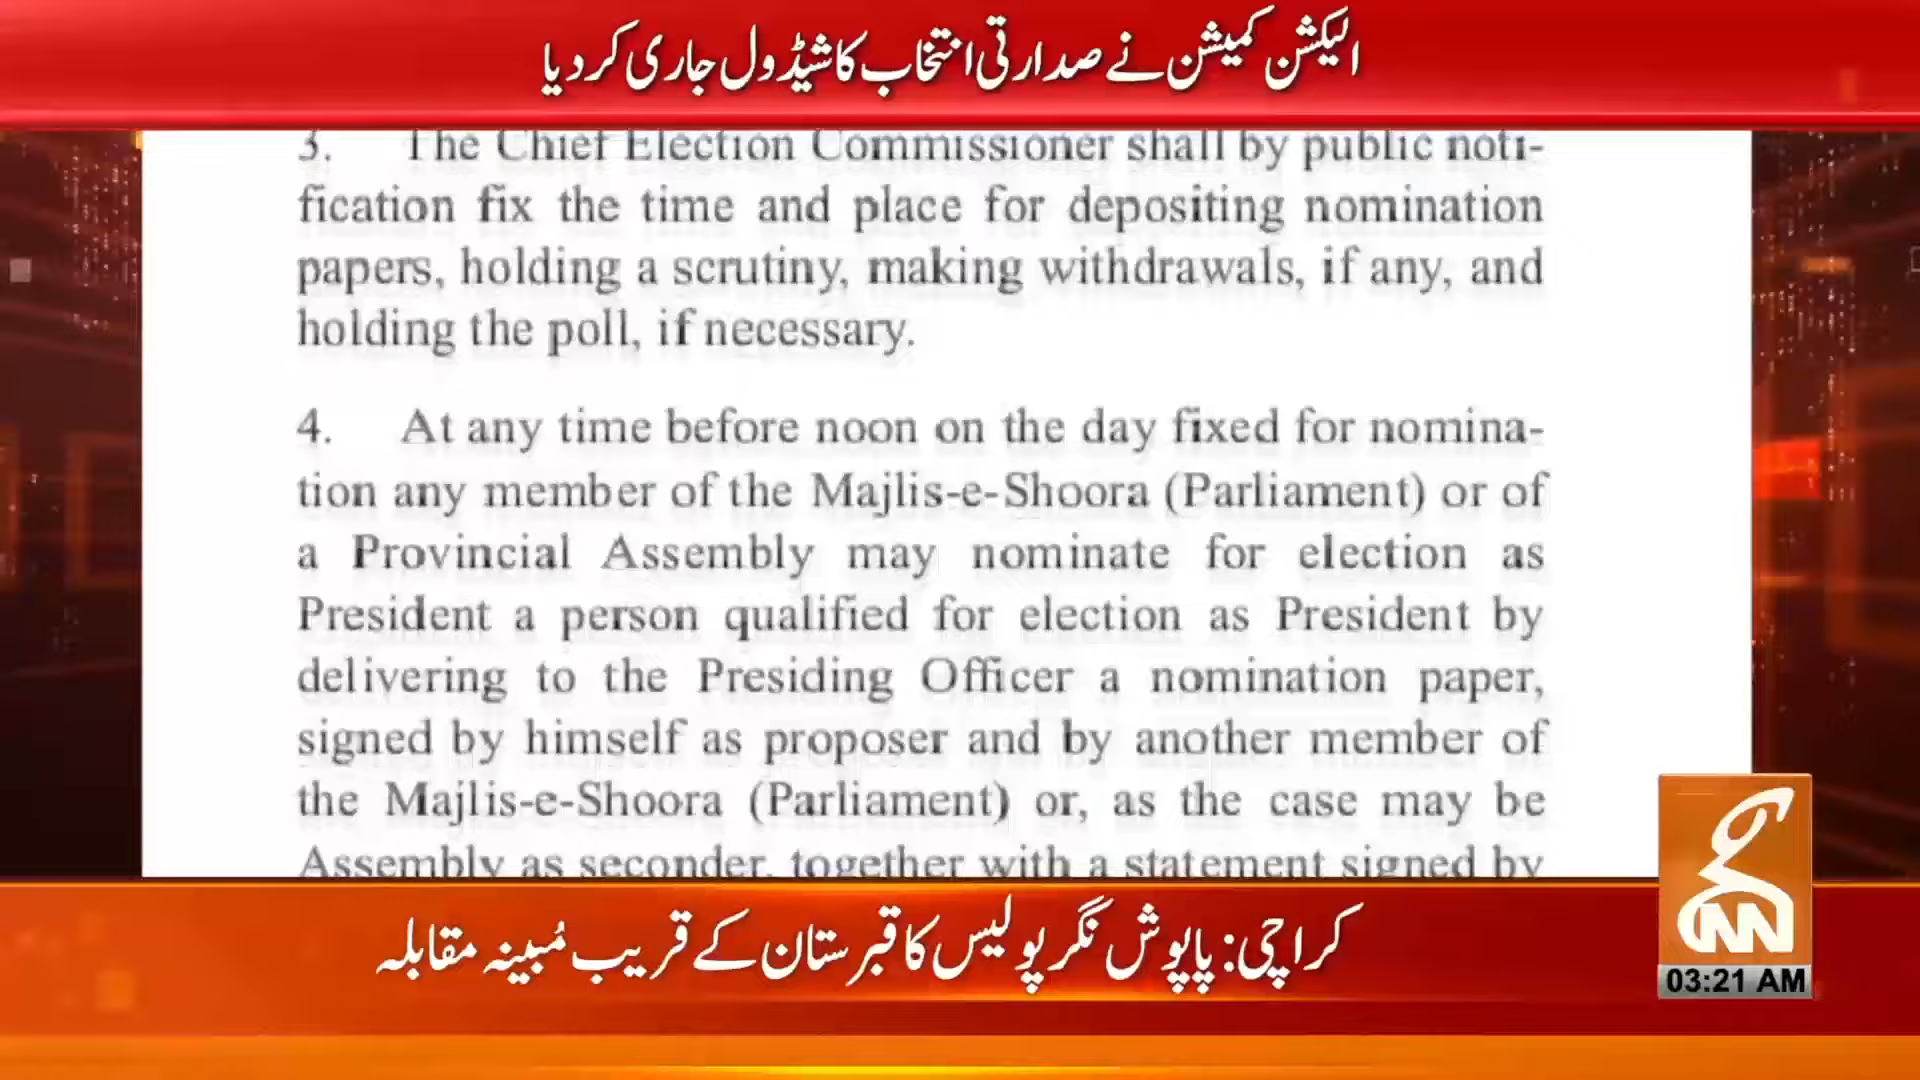 الیکشن کمیشن نے صدارتی انتخاب کا شیڈول جاری کردیا
3. The Chief Election Commissioner shall by public noti-
fication fix the time and place for depositing nomination
papers, holding a scrutiny, making withdrawals, if any, and
holding the poll, if necessary.
4. At any time before noon on the day fixed for nomina-
tion any member of the Majlis-e-Shoora (Parliament) or of
a Provincial Assembly may nominate for election as
President a person qualified for election as President by
delivering to the Presiding Officer a nomination paper,
signed by himself as proposer and by another member of
the Majlis-e-Shoora (Parliament) or, as the case may be
Assembly as seconder, together with a statement signed by
کراچی: پاپوش نگر پولیس کا قبرستان کے قریب مُبینہ مقابلہ
GNN
03:21 AM